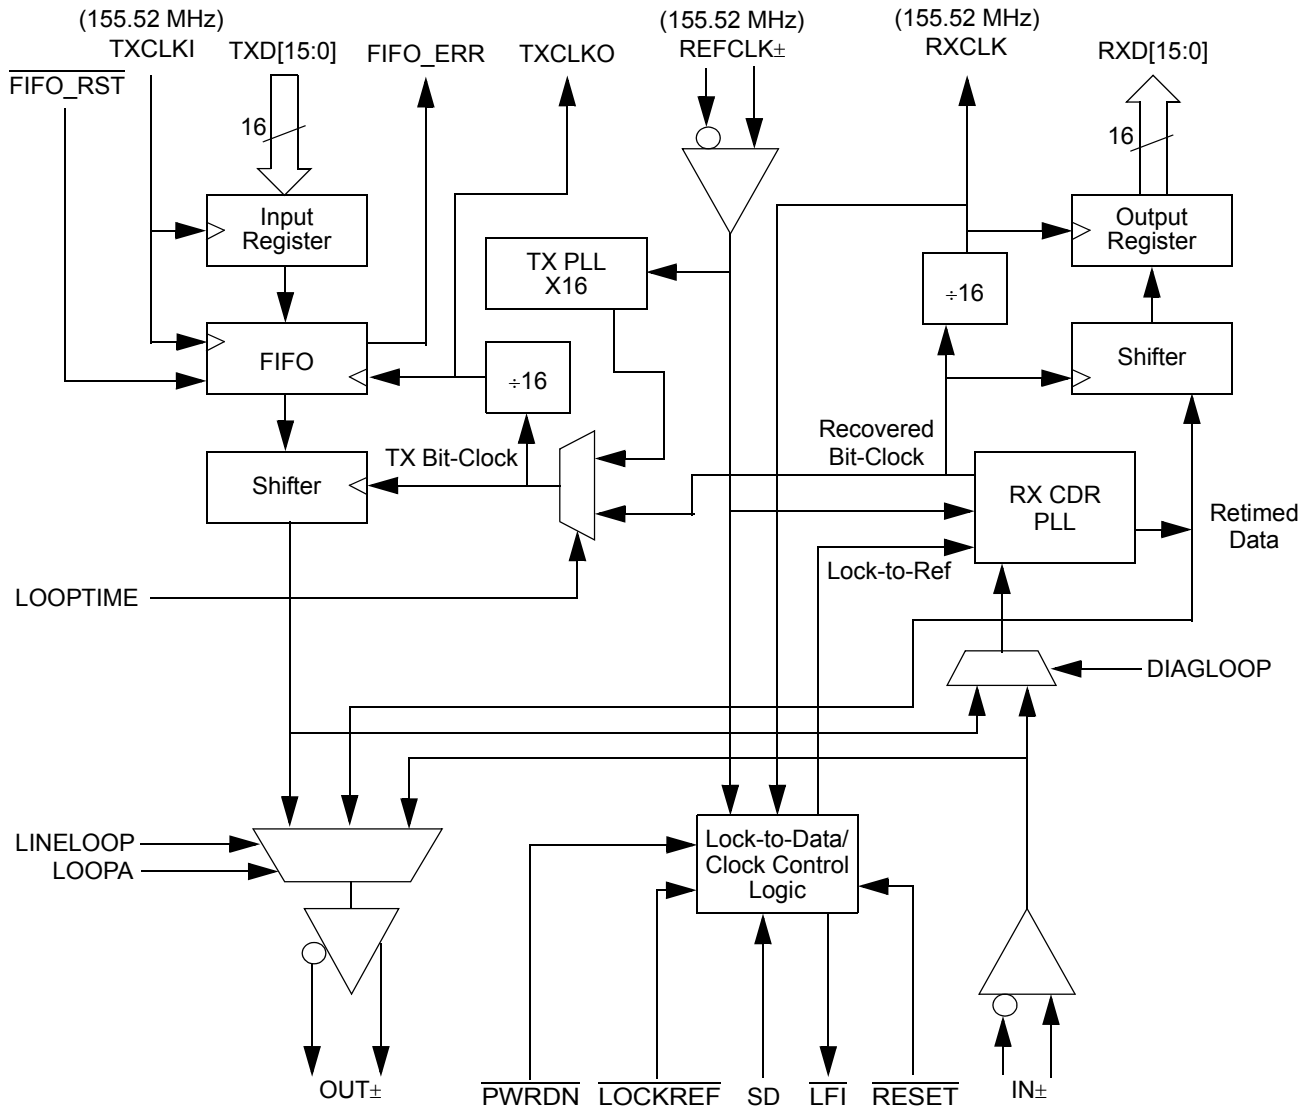 (155.52 MHz)
TXCLKI
TXD[15:0]
FIFO_ERR
TXCLKO
(155.52 MHz)
REFCLK±
(155.52 MHz)
RXCLK
RXD[15:0]
FIFO_RST
16
16
Input
Register
Output
Register
TX PLL
X16
÷16
FIFO
÷16
Shifter
TX Bit-Clock
Recovered
Bit-Clock
Shifter
RX CDR
PLL
Retimed
Data
Lock-to-Ref
LOOPTIME
DIAGLOOP
LINELOOP
LOOPA
Lock-to-Data/
Clock Control
Logic
OUT±
PWRDN
LOCKREF
SD
LFI
RESET
IN±